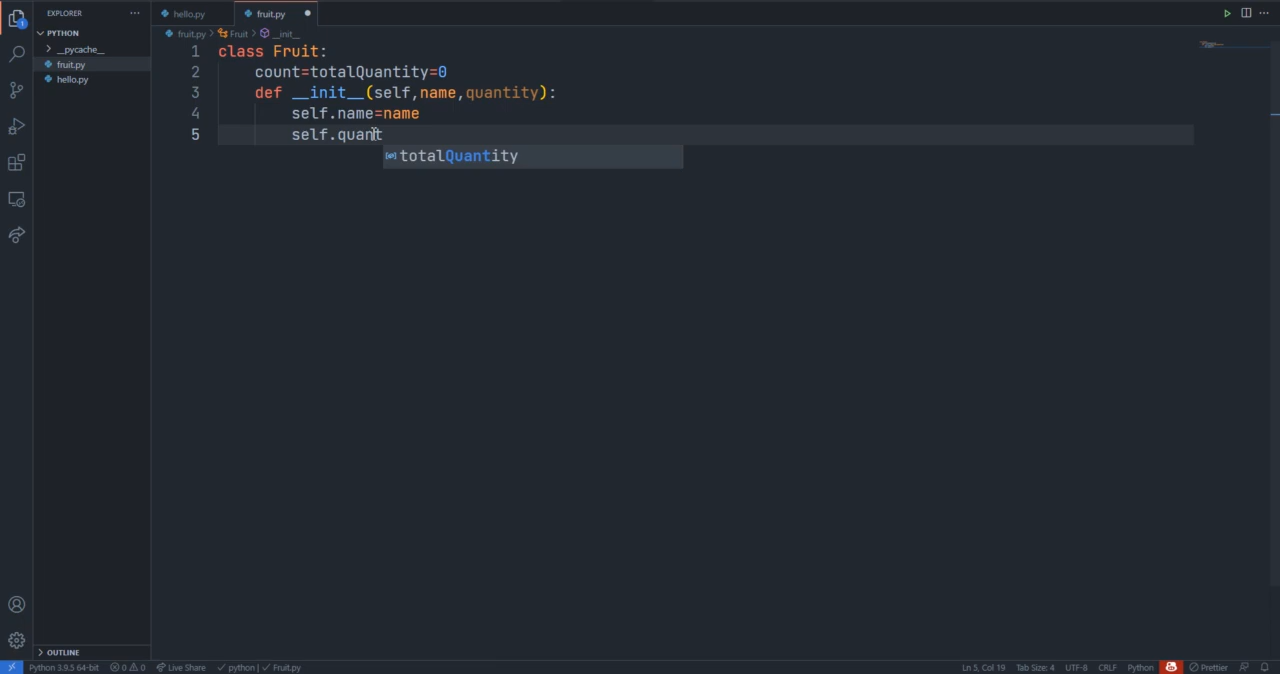 EXPLORER ···
PYTHON
__pycache__
fruit.py
hello.py
OUTLINE
1
hello.py
fruit.py
fruit.py > Fruit > __init__
1 class Fruit:
2 count=totalQuantity=0
3 def __init__(self,name,quantity):
4 self.name=name
5 self.quant
totalQuantity
Python 3.9.5 64-bit 0 0 Live Share python | Fruit.py Ln 5, Col 19 Tab Size: 4 UTF-8 CRLF Python Prettier